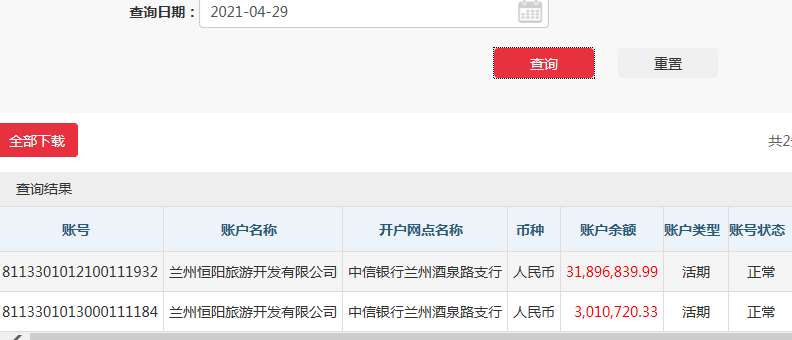 查询日期： 2021-04-29
查询 重置
全部下载 共2
查询结果
账号 账户名称 开户网点名称 币种 账户余额 账户类型 账号状态
8113301012100111932 兰州恒阳旅游开发有限公司 中信银行兰州酒泉路支行 人民币 31,896,839.99 活期 正常
8113301013000111184 兰州恒阳旅游开发有限公司 中信银行兰州酒泉路支行 人民币 3,010,720.33 活期 正常